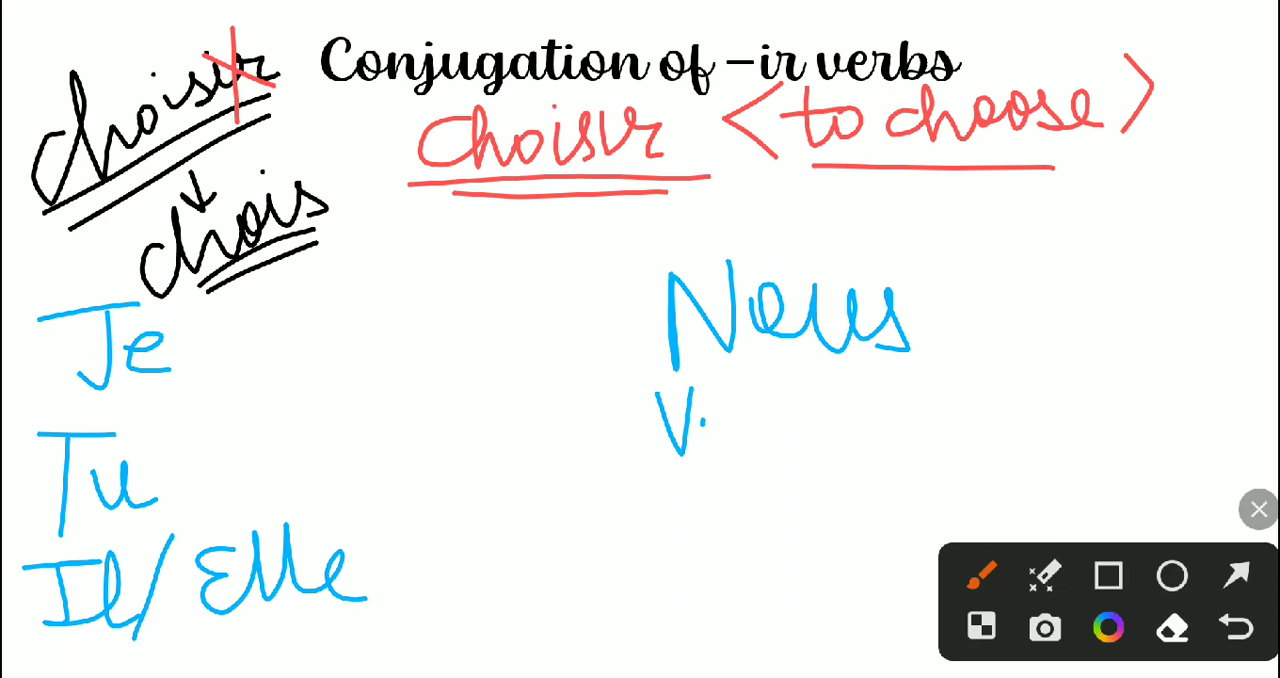 Conjugation of -ir verbs
choisir
choisir <to choose>
chois
Je
Nous
V.
Tu
Il/Elle